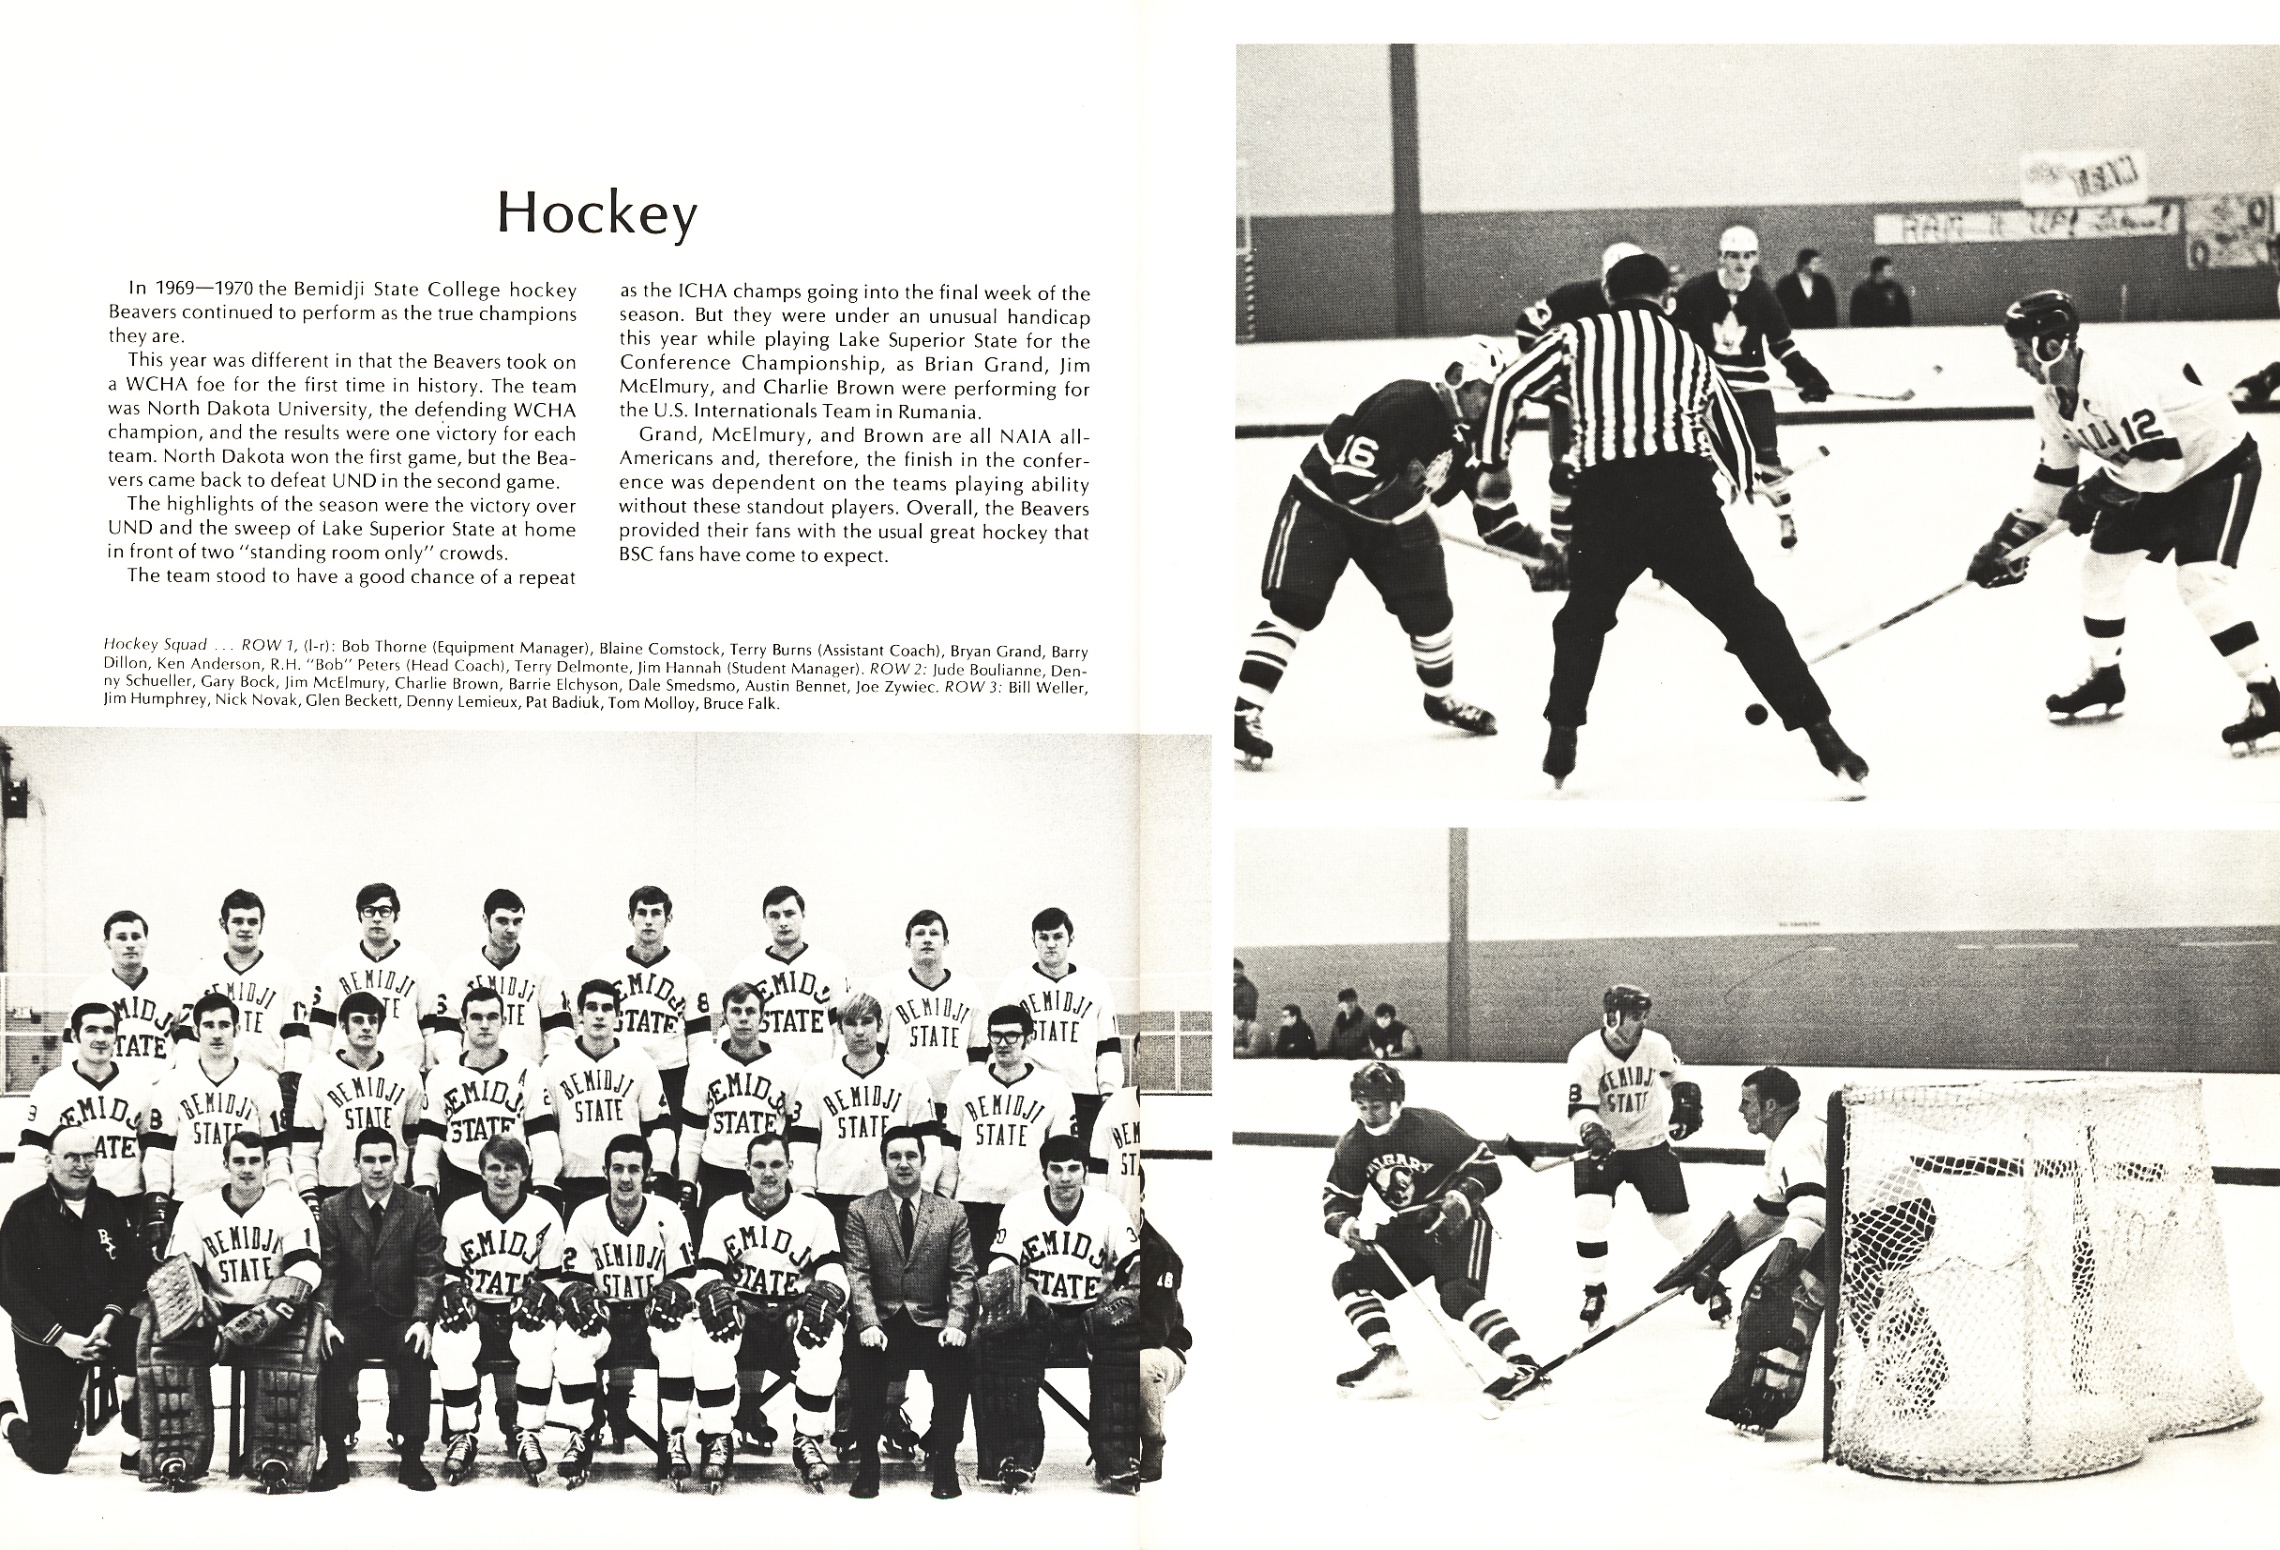 Hockey
In 1969—1970 the Bemidji State College hockey
Beavers continued to perform as the true champions
they are.
This year was different in that the Beavers took on
a WCHA foe for the first time in history. The team
was North Dakota University, the defending WCHA
champion, and the results were one victory for each
team. North Dakota won the first game, but the Bea-
vers came back to defeat UND in the second game.
The highlights of the season were the victory over
UND and the sweep of Lake Superior State at home
in front of two "standing room only" crowds.
The team stood to have a good chance of a repeat
as the ICHA champs going into the final week of the
season. But they were under an unusual handicap
this year while playing Lake Superior State for the
Conference Championship, as Brian Grand, Jim
McElmury, and Charlie Brown were performing for
the U.S. Internationals Team in Rumania.
Grand, McElmury, and Brown are all NAIA all-
Americans and, therefore, the finish in the confer-
ence was dependent on the teams playing ability
without these standout players. Overall, the Beavers
provided their fans with the usual great hockey that
BSC fans have come to expect.
Hockey Squad ... ROW 1, (l-r): Bob Thorne (Equipment Manager), Blaine Comstock, Terry Burns (Assistant Coach), Bryan Grand, Barry
Dillon, Ken Anderson, R.H. "Bob" Peters (Head Coach), Terry Delmonte, Jim Hannah (Student Manager). ROW 2: Jude Boulianne, Den-
ny Schueller, Gary Bock, Jim McElmury, Charlie Brown, Barrie Elchyson, Dale Smedsmo, Austin Bennet, Joe Zywiec. ROW 3: Bill Weller,
Jim Humphrey, Nick Novak, Glen Beckett, Denny Lemieux, Pat Badiuk, Tom Molloy, Bruce Falk.
BEMIDJI
STATE
BEMIDJI
STATE
BEMIDJI
STATE
BEMIDJI
STATE
BEMIDJI
STATE
BEMIDJI
STATE
BEMIDJI
STATE
TEAM
RAM IT UP!
16
12
8